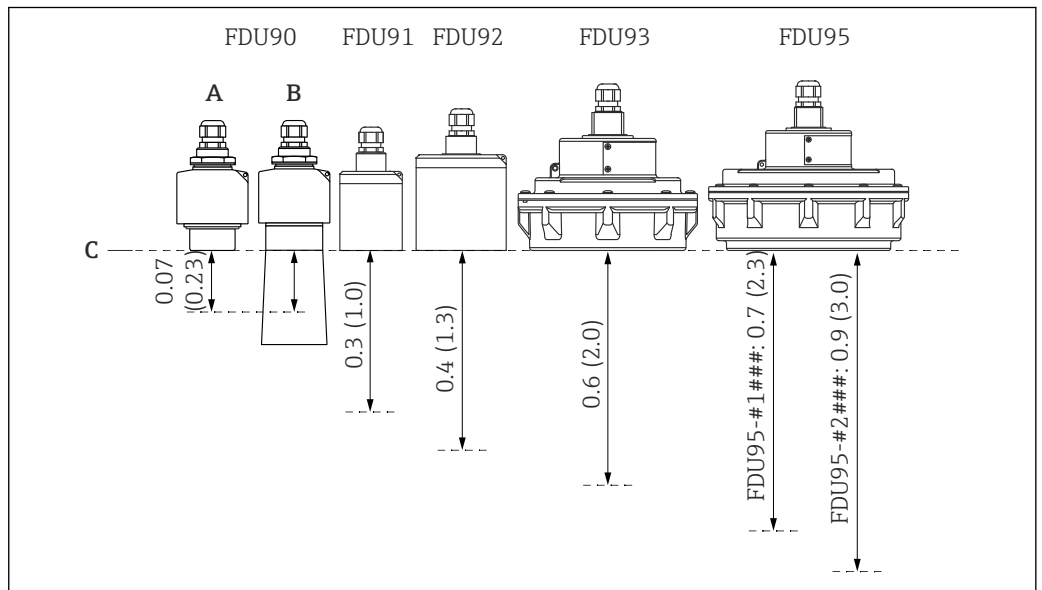 FDU90 FDU91 FDU92 FDU93 FDU95
A B
C
0.07
(0.23)
0.3 (1.0)
0.4 (1.3)
0.6 (2.0)
FDU95-#1###: 0.7 (2.3)
FDU95-#2###: 0.9 (3.0)